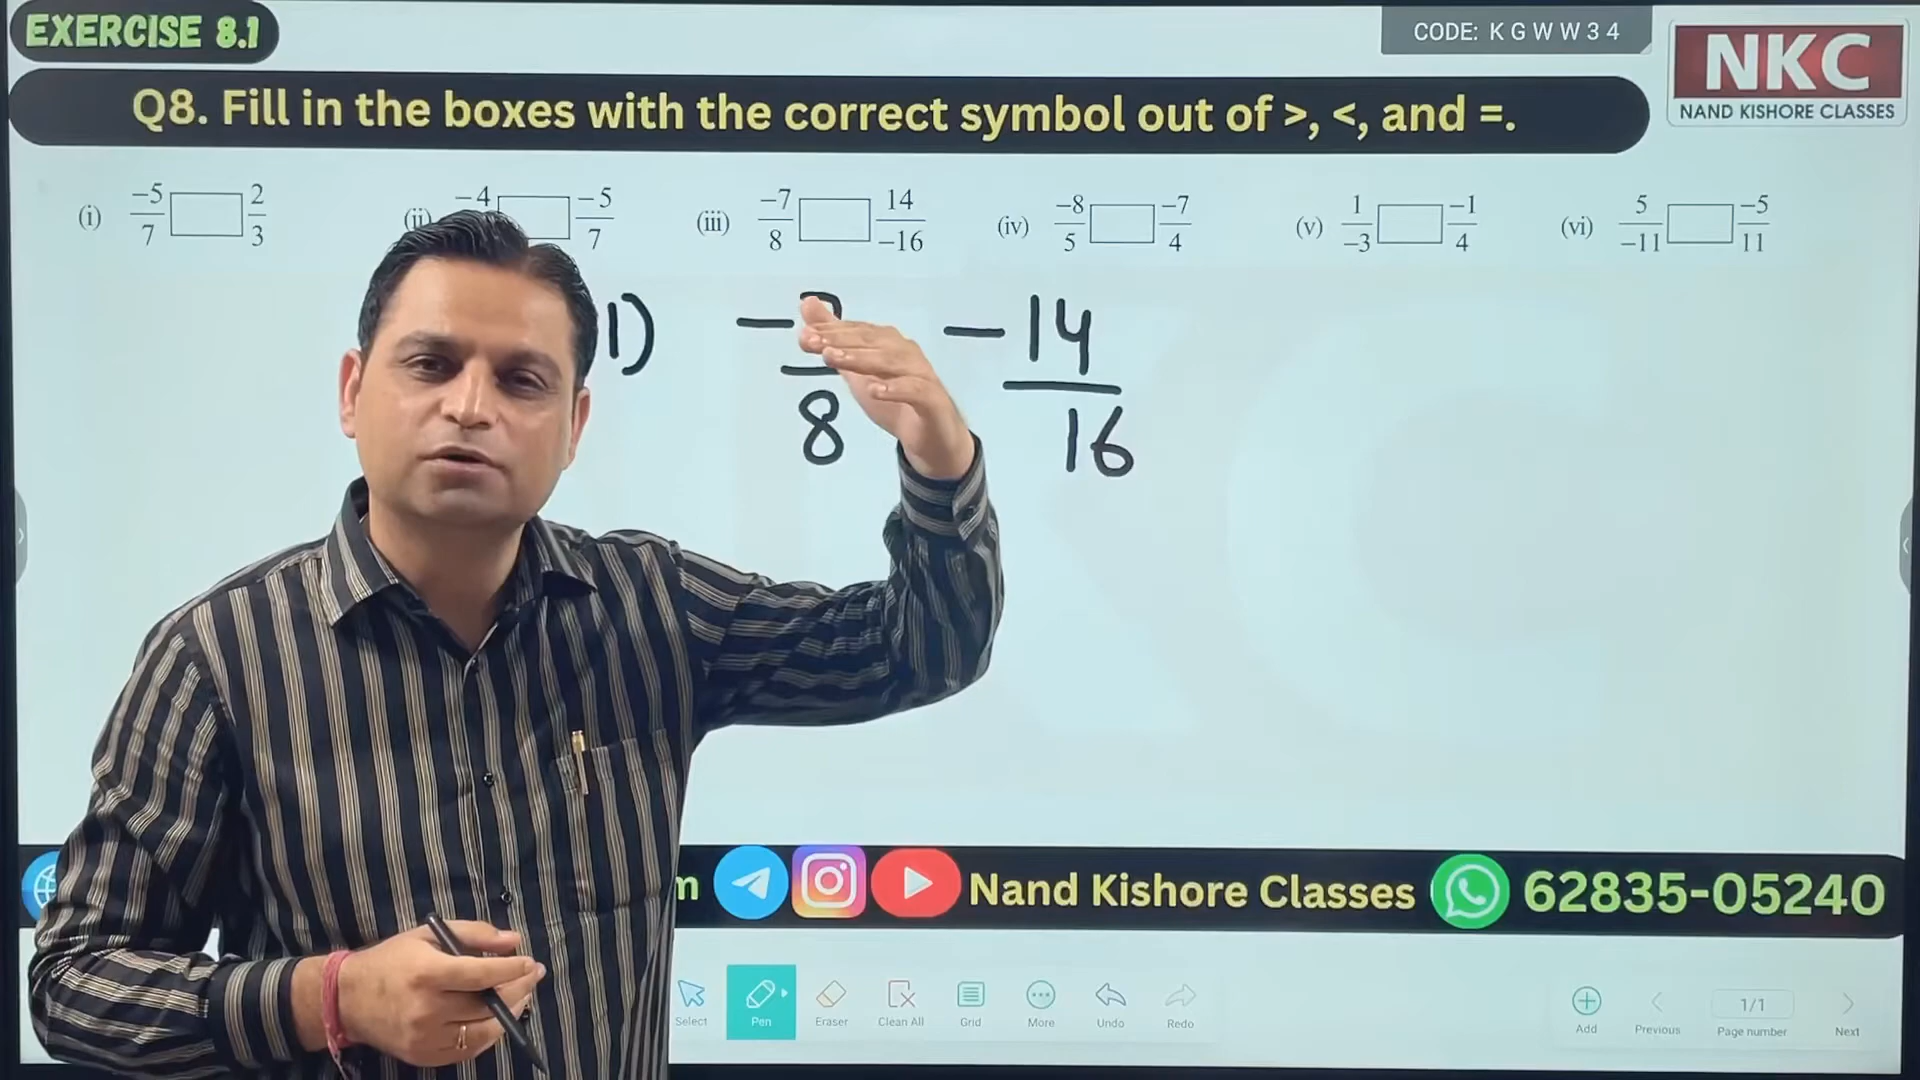 EXERCISE 8.1
CODE: K G W W 3 4
NKC
NAND KISHORE CLASSES
Q8. Fill in the boxes with the correct symbol out of >, <, and =.
(i) -5/7 □ 2/3 (ii) -4 □ -5/7 (iii) -7/8 □ 14/-16 (iv) -8/5 □ -7/4 (v) 1/-3 □ -1/4 (vi) 5/-11 □ -5/11
-14
8 16
m Nand Kishore Classes 62835-05240
Select Pen Eraser Clean All Grid More Undo Redo Add Previous 1/1 Page number Next